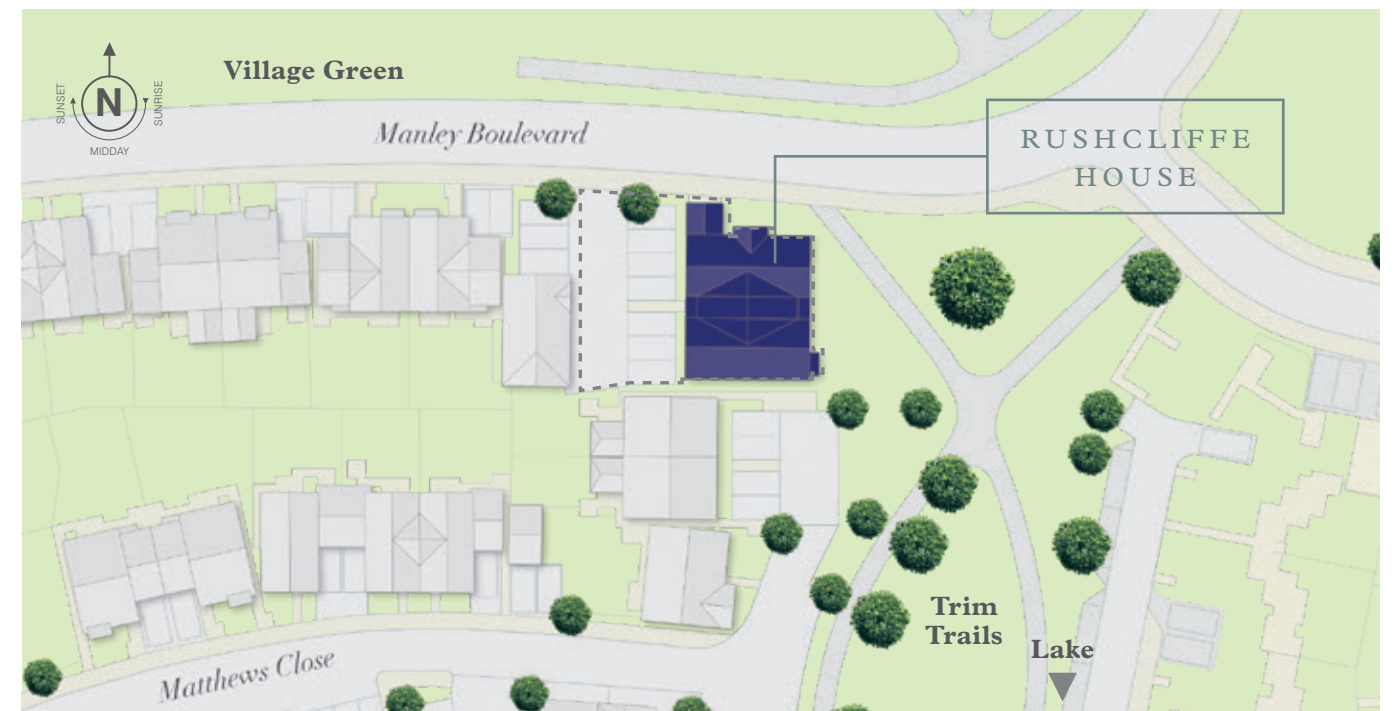 Village Green
N
SUNSET
SUNRISE
MIDDAY
Manley Boulevard
RUSHCLIFFE
HOUSE
Trim
Trails
Lake
Matthews Close